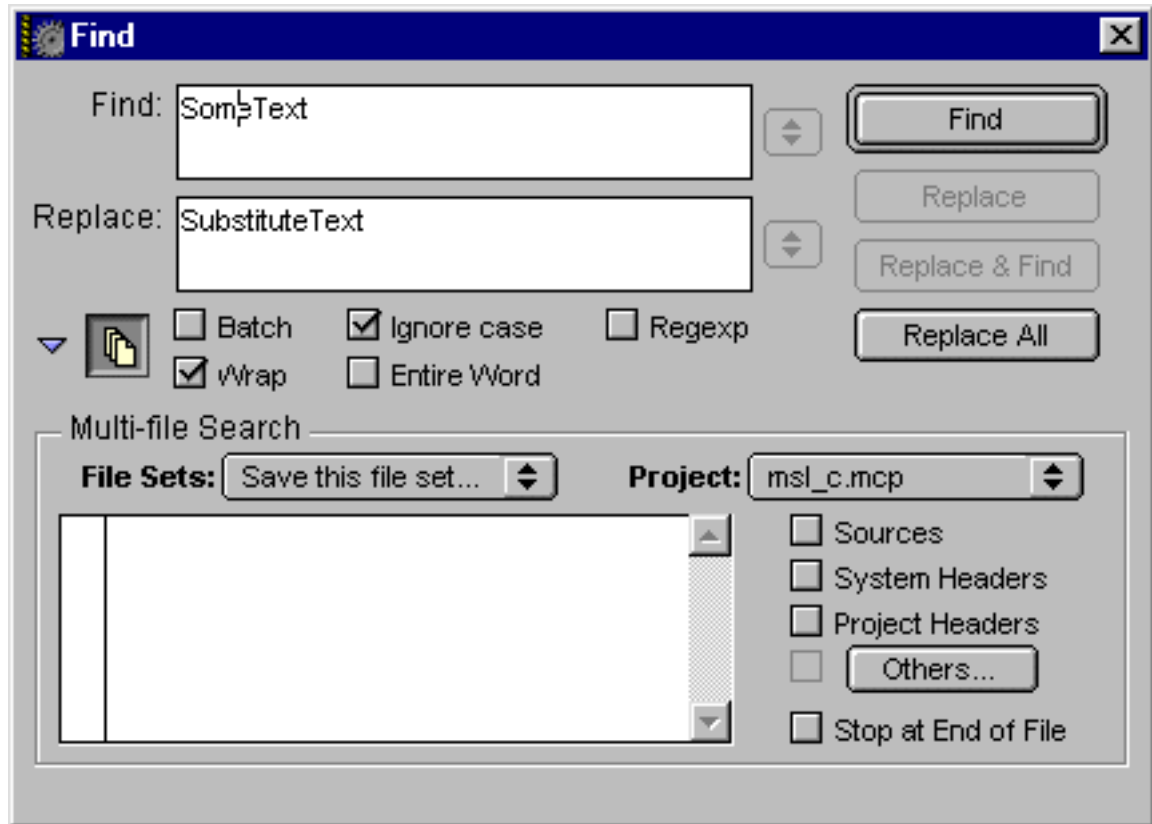 Find
Find: SomeText
Find
Replace
Replace: SubstituteText
Replace & Find
Batch Ignore case Regexp
Replace All
Wrap Entire Word
Multi-file Search
File Sets: Save this file set... Project: msl_c.mcp
Sources
System Headers
Project Headers
Others...
Stop at End of File